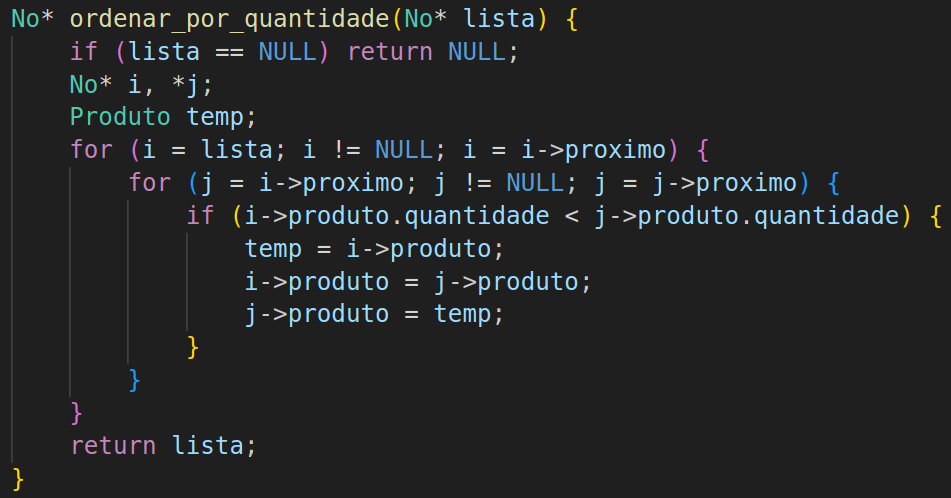 No* ordenar_por_quantidade(No* lista) {
    if (lista == NULL) return NULL;
    No* i, *j;
    Produto temp;
    for (i = lista; i != NULL; i = i->proximo) {
        for (j = i->proximo; j != NULL; j = j->proximo) {
            if (i->produto.quantidade < j->produto.quantidade) {
                temp = i->produto;
                i->produto = j->produto;
                j->produto = temp;
            }
        }
    }
    return lista;
}